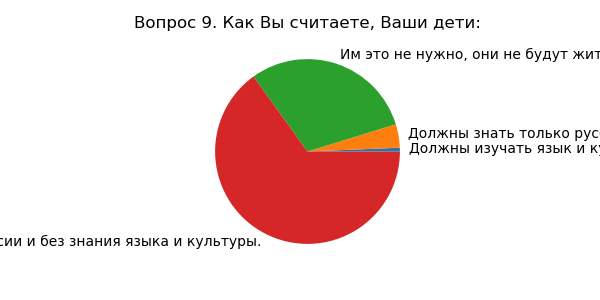 Вопрос 9. Как Вы считаете, Ваши дети:
Им это не нужно, они не будут жит
Должны знать только русс
Должны изучать язык и ку
сии и без знания языка и культуры.